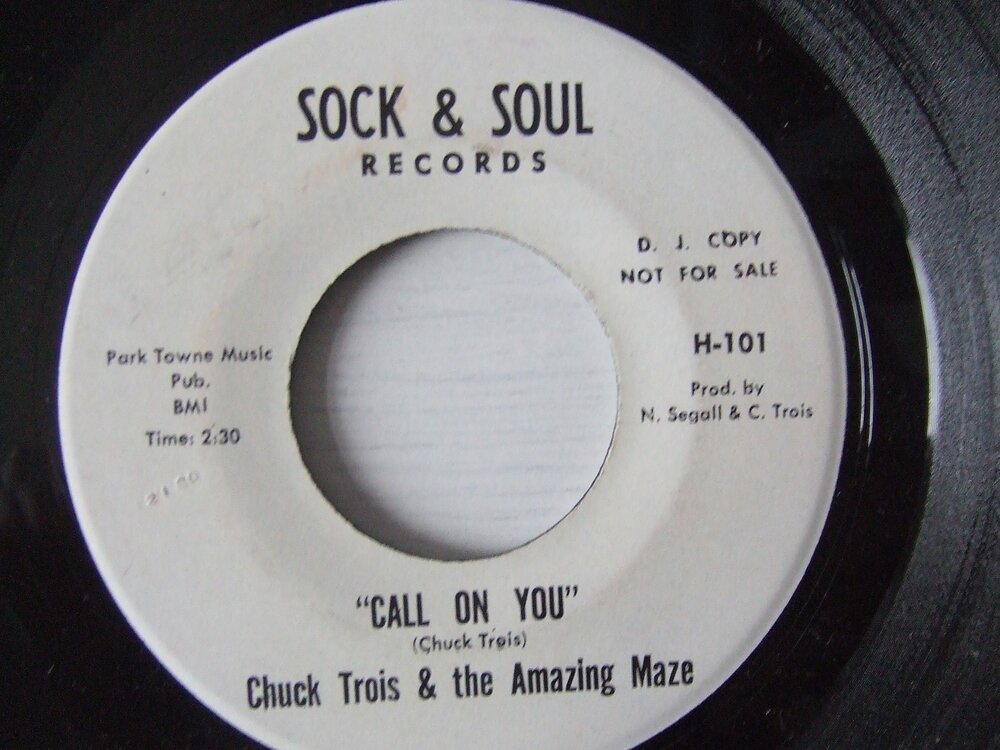 SOCK & SOUL
RECORDS
D. J. COPY
NOT FOR SALE
H-101
Prod. by
N. Segall & C. Trois
Park Towne Music
Pub.
BMI
Time: 2:30
"CALL ON YOU"
(Chuck Trois)
Chuck Trois & the Amazing Maze